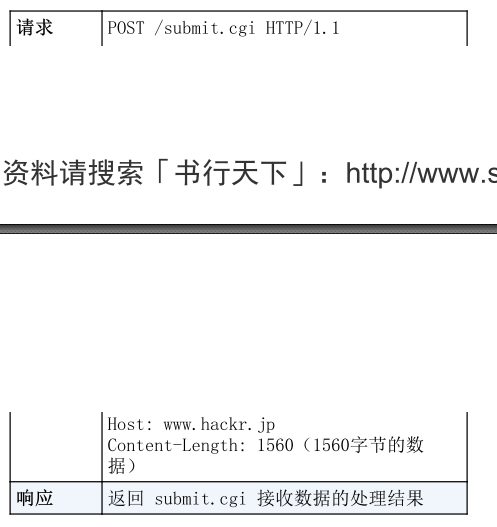 请求 POST /submit.cgi HTTP/1.1
资料请搜索「书行天下」：http://www.s
Host: www.hackr.jp
Content-Length: 1560（1560字节的数
据）
响应 返回 submit.cgi 接收数据的处理结果